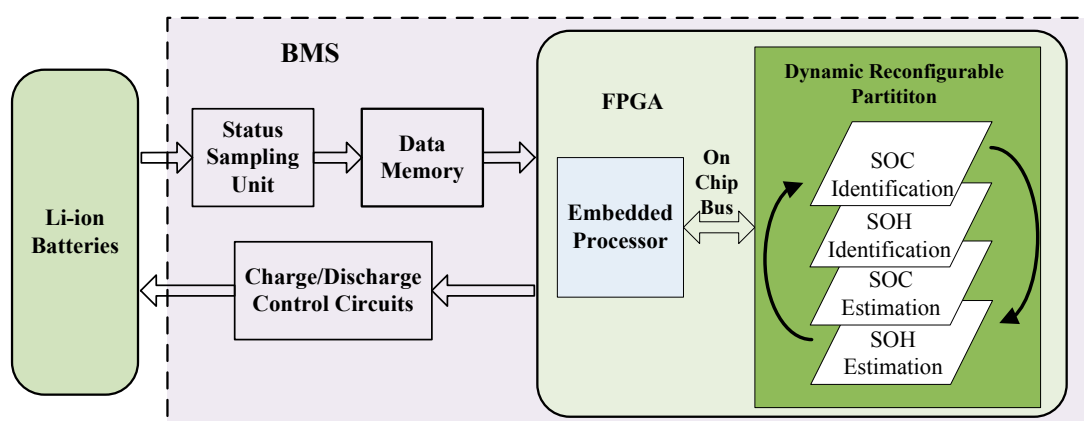 BMS
Li-ion
Batteries
Status
Sampling
Unit
Data
Memory
Charge/Discharge
Control Circuits
FPGA
Embedded
Processor
On
Chip
Bus
Dynamic Reconfigurable
Partititon
SOC
Identification
SOH
Identification
SOC
Estimation
SOH
Estimation